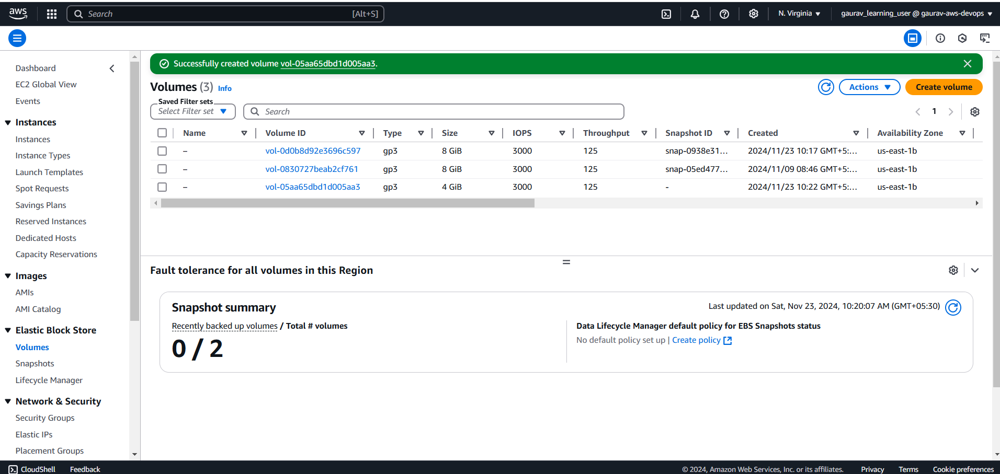 aws
Search [Alt+S]
N. Virginia
gaurav_learning_user @ gaurav-aws-devops
Dashboard
EC2 Global View
Events
Instances
Instances
Instance Types
Launch Templates
Spot Requests
Savings Plans
Reserved Instances
Dedicated Hosts
Capacity Reservations
Images
AMIs
AMI Catalog
Elastic Block Store
Volumes
Snapshots
Lifecycle Manager
Network & Security
Security Groups
Elastic IPs
Placement Groups
Successfully created volume vol-05aa65dbd1d005aa3.
Volumes (3) Info
Actions
Create volume
Saved Filter sets
Select Filter set
Search
1
Name Volume ID Type Size IOPS Throughput Snapshot ID Created Availability Zone
– vol-0d0b8d92e3696c597 gp3 8 GiB 3000 125 snap-0938e31... 2024/11/23 10:17 GMT+5:... us-east-1b
– vol-0830727beab2cf761 gp3 8 GiB 3000 125 snap-05ed477... 2024/11/09 08:46 GMT+5:... us-east-1b
– vol-05aa65dbd1d005aa3 gp3 4 GiB 3000 125 - 2024/11/23 10:22 GMT+5:... us-east-1b
Fault tolerance for all volumes in this Region
Snapshot summary
Last updated on Sat, Nov 23, 2024, 10:20:07 AM (GMT+05:30)
Recently backed up volumes / Total # volumes
0 / 2
Data Lifecycle Manager default policy for EBS Snapshots status
No default policy set up | Create policy
CloudShell Feedback
© 2024, Amazon Web Services, Inc. or its affiliates. Privacy Terms Cookie preferences